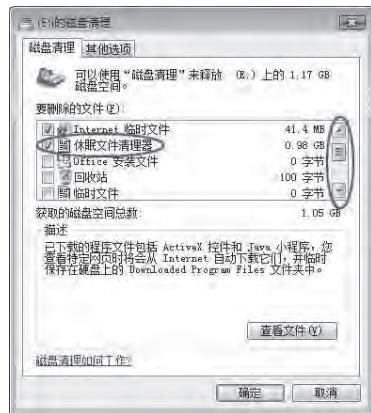 (E:)的磁盘清理
磁盘清理 其他选项
可以使用“磁盘清理”来释放 (E:) 上的 1.17 GB
磁盘空间。
要删除的文件(F):
Internet 临时文件 41.4 MB
休眠文件清理器 0.98 GB
Office 安装文件 0 字节
回收站 100 字节
临时文件 0 字节
获取的磁盘空间总数: 1.05 GB
描述
已下载的程序文件包括 ActiveX 控件和 Java 小程序，您
查看特定网页时将会从 Internet 自动下载它们，并临时
保存在硬盘上的 Downloaded Program Files 文件夹中。
查看文件(V)
磁盘清理如何工作?
确定 取消